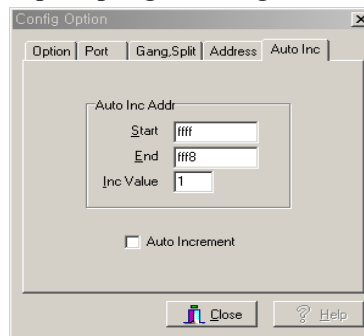 Config Option
Option Port Gang,Split Address Auto Inc
Auto Inc Addr
Start ffff
End fff8
Inc Value 1
Auto Increment
Close Help